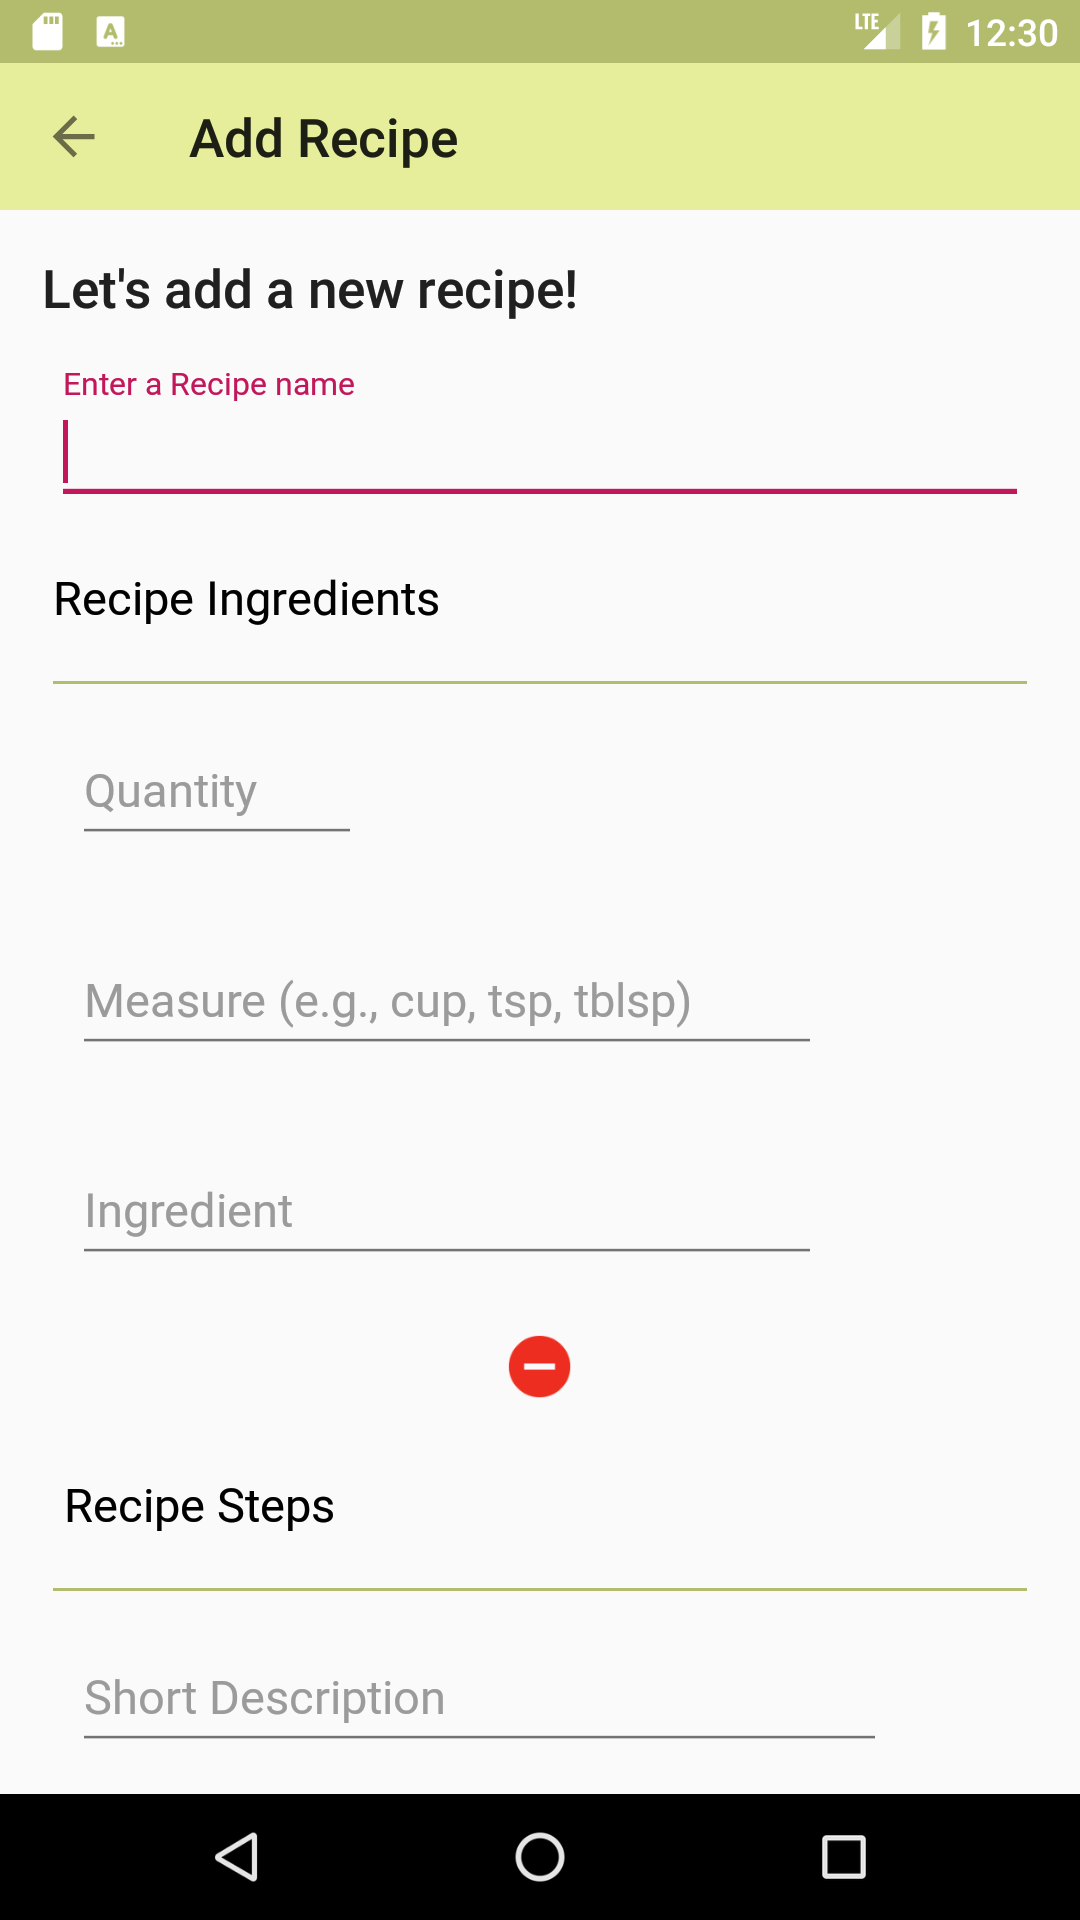 LTE 12:30
Add Recipe
Let's add a new recipe!
Enter a Recipe name
Recipe Ingredients
Quantity
Measure (e.g., cup, tsp, tblsp)
Ingredient
Recipe Steps
Short Description